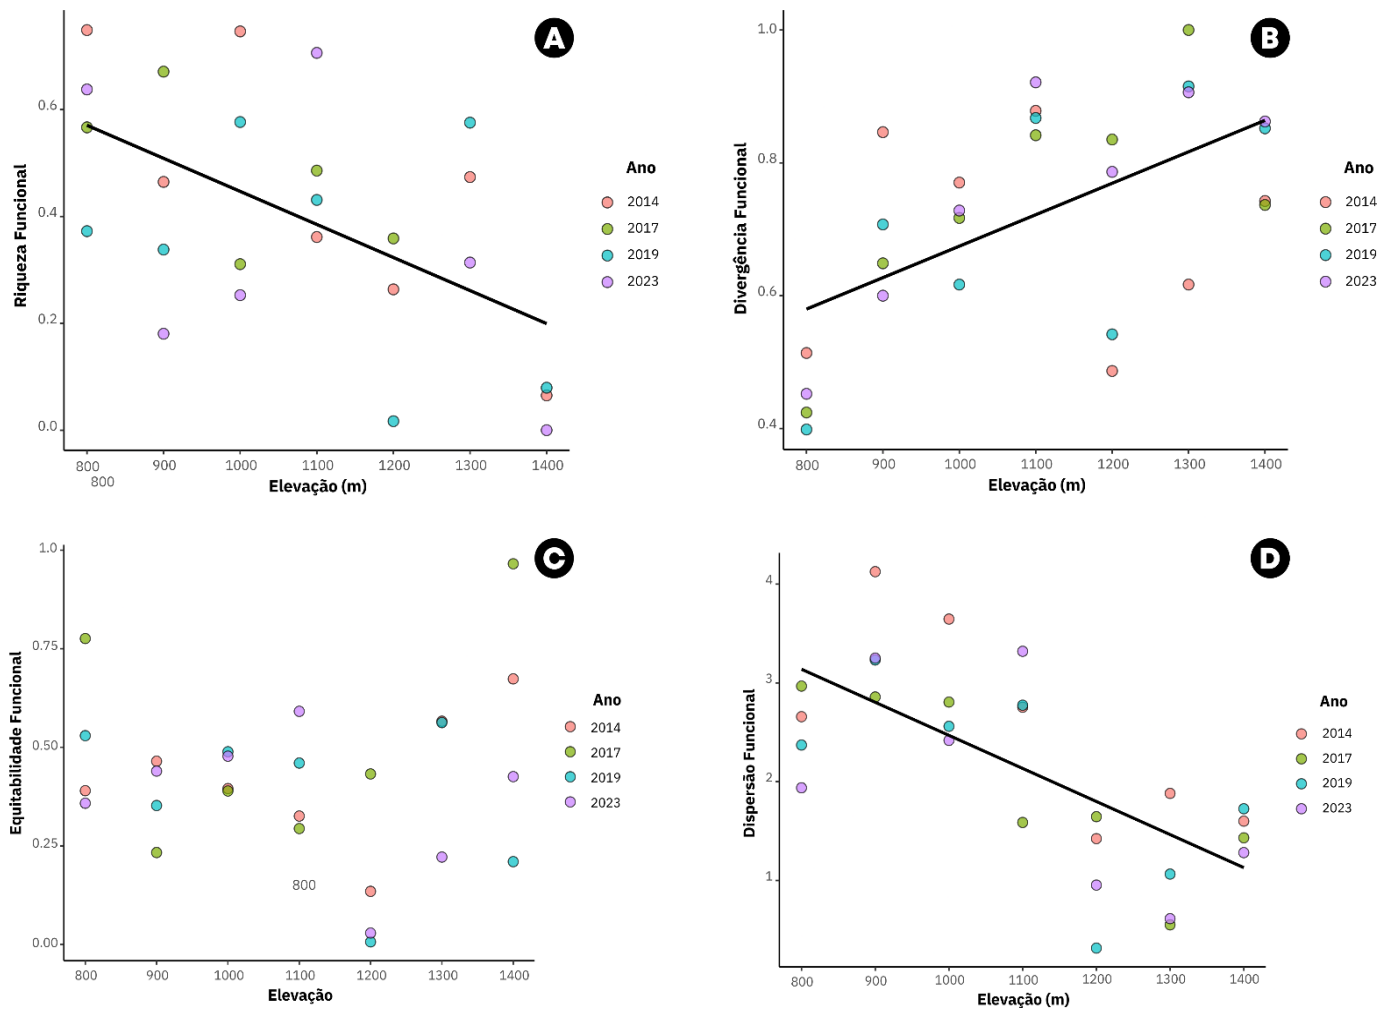 A
Riqueza Funcional
0.6
0.4
0.2
0.0
800 900 1000 1100 1200 1300 1400
800
Elevação (m)
Ano
2014
2017
2019
2023
B
Divergência Funcional
1.0
0.8
0.6
0.4
800 900 1000 1100 1200 1300 1400
Elevação (m)
Ano
2014
2017
2019
2023
C
Equitabilidade Funcional
1.0
0.75
0.50
0.25
0.00
800
800 900 1000 1100 1200 1300 1400
Elevação
Ano
2014
2017
2019
2023
D
Dispersão Funcional
4
3
2
1
800 900 1000 1100 1200 1300 1400
Elevação (m)
Ano
2014
2017
2019
2023